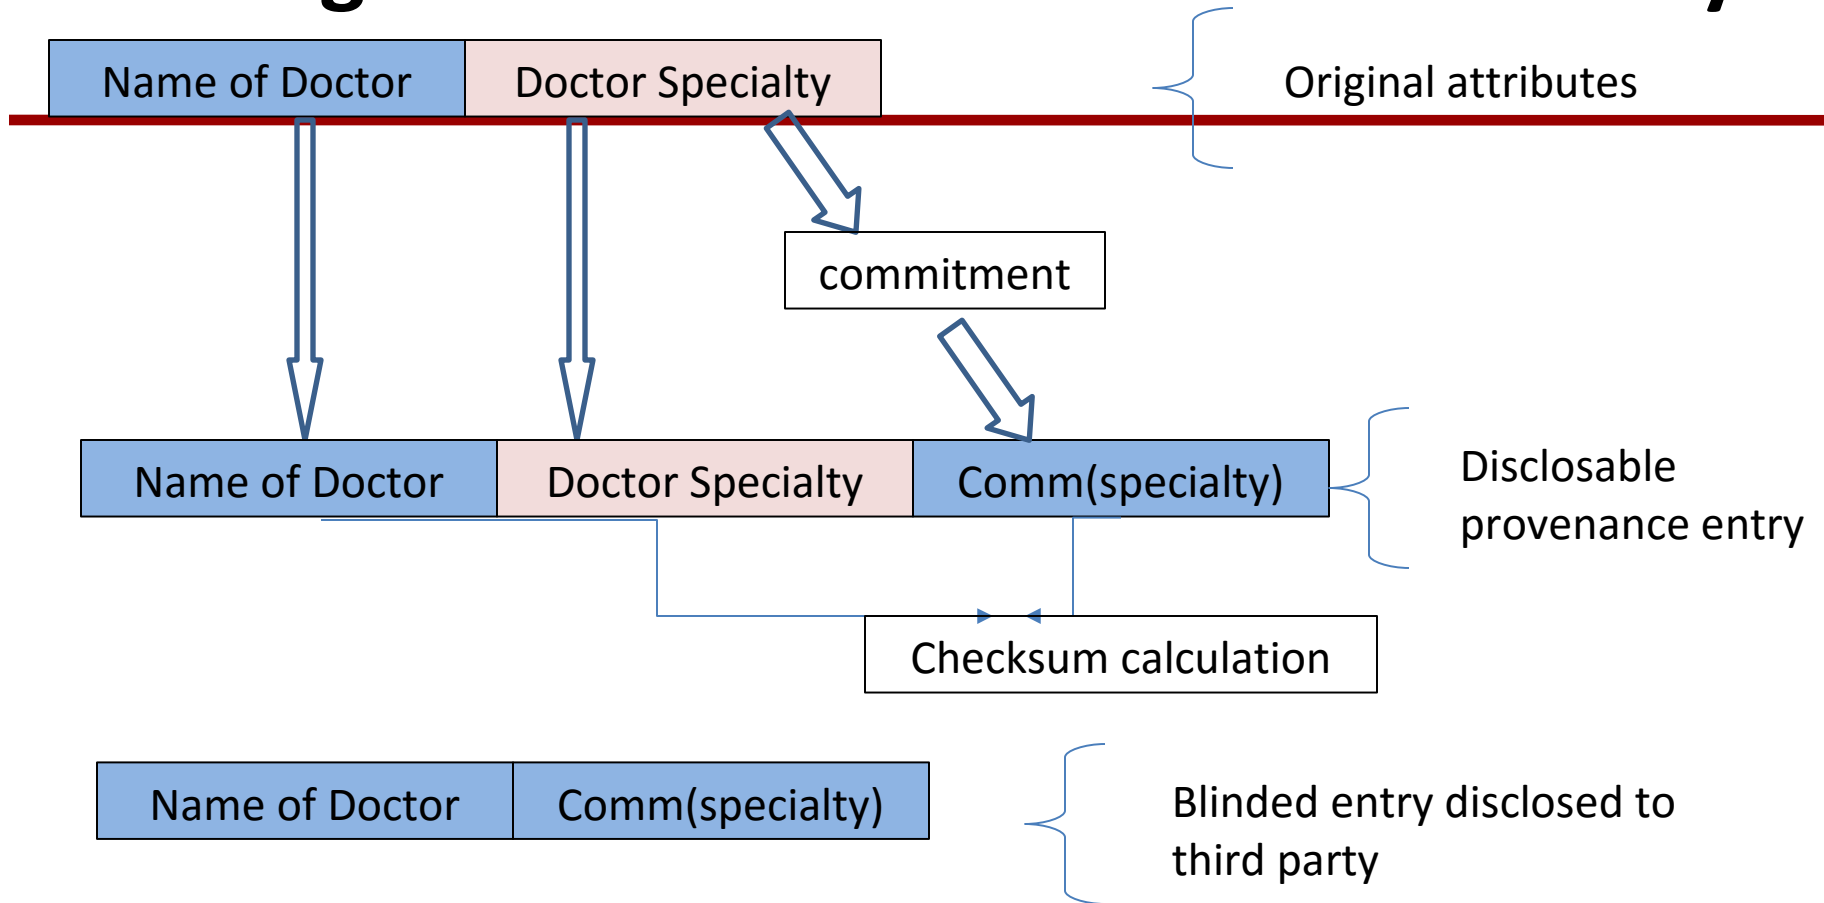 Name of Doctor Doctor Specialty Original attributes
commitment
Name of Doctor Doctor Specialty Comm(specialty) Disclosable
provenance entry
Checksum calculation
Name of Doctor Comm(specialty) Blinded entry disclosed to
third party